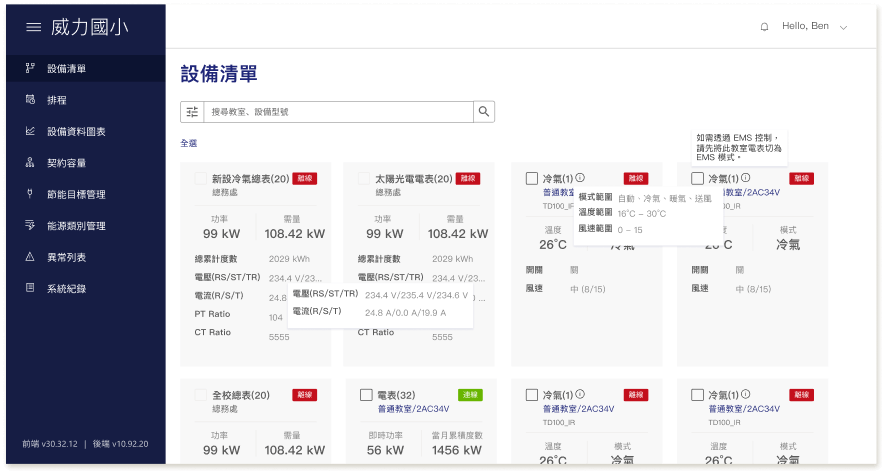 威力國小
Hello, Ben
設備清單
排程
設備資料圖表
契約容量
節能目標管理
能源類別管理
異常列表
系統紀錄
前端 v30.32.12 | 後端 v10.92.20
設備清單
搜尋教室、設備型號
全選
如需透過 EMS 控制,
請先將此教室電表切為
EMS 模式。
新設冷氣總表(20) 離線
總務處
功率 需量
99 kW 108.42 kW
總累計度數 2029 kWh
電壓(RS/ST/TR) 234.4 V/23...
電流(R/S/T) 24.8
PT Ratio 104
CT Ratio 5555
太陽光電電表(20) 離線
總務處
功率 需量
99 kW 108.42 kW
總累計度數 2029 kWh
電壓(RS/ST/TR) 234.4 V/23...
CT Ratio 5555
電壓(RS/ST/TR) 234.4 V/235.4 V/234.6 V
電流(R/S/T) 24.8 A/0.0 A/19.9 A
冷氣(1) 離線
普通教室
TD100_IR
模式範圍 自動、冷氣、暖氣、送風
溫度範圍 16°C – 30°C
風速範圍 0 – 15
溫度
26°C 冷氣
開關 關
風速 中 (8/15)
冷氣(1) 離線
/2AC34V
溫度 模式
冷氣
開關 關
風速 中 (8/15)
全校總表(20) 離線
總務處
功率 需量
99 kW 108.42 kW
電表(32) 連線
普通教室/2AC34V
即時功率 當月累積度數
56 kW 1456 kW
冷氣(1) 離線
普通教室/2AC34V
TD100_IR
溫度 模式
26°C 冷氣
冷氣(1) 離線
普通教室/2AC34V
TD100_IR
溫度 模式
26°C 冷氣